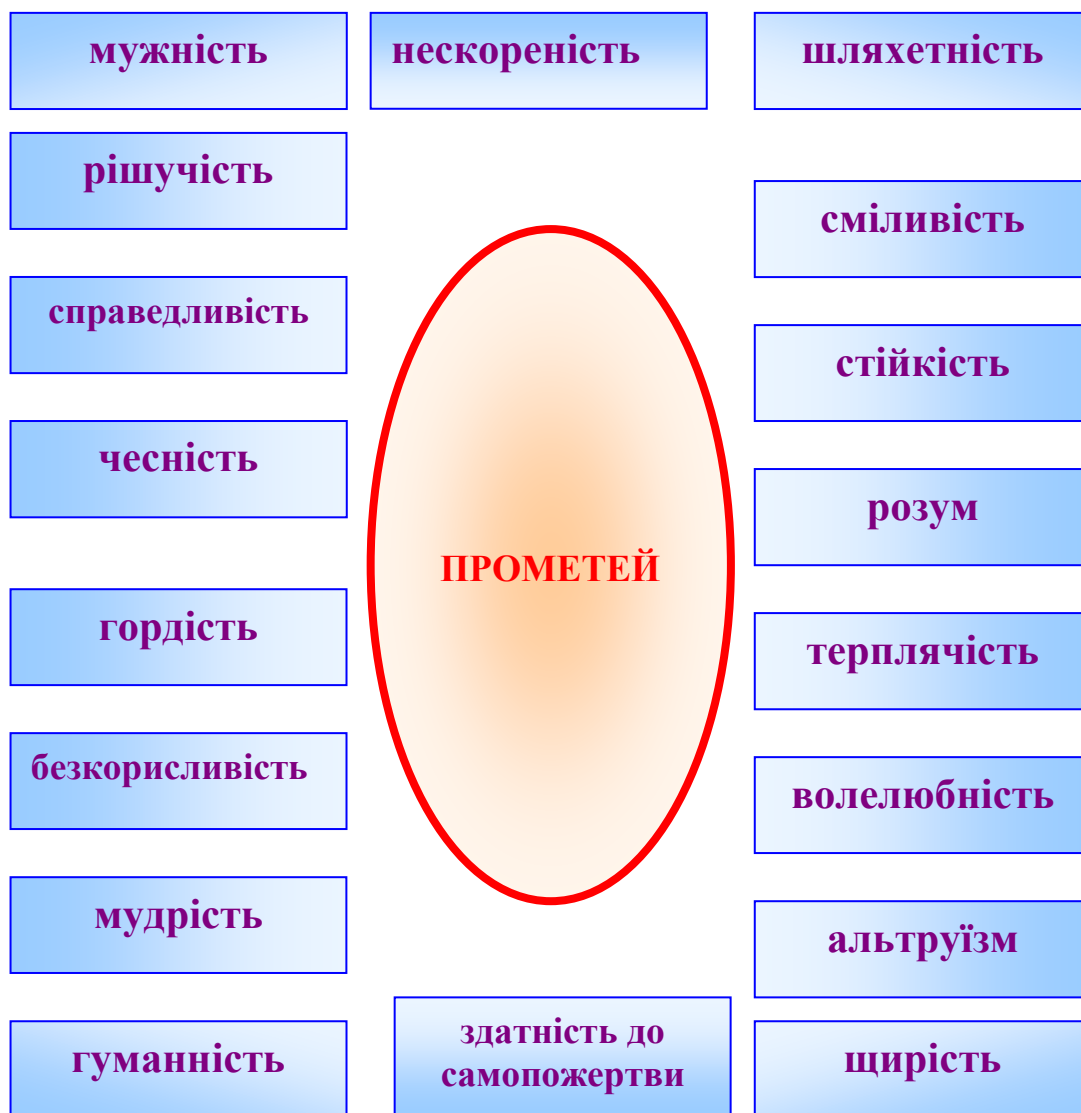 мужність
нескореність
шляхетність
рішучість
сміливість
справедливість
стійкість
чесність
розум
ПРОМЕТЕЙ
гордість
терплячість
безкорисливість
волелюбність
мудрість
альтруїзм
гуманність
здатність до
самопожертви
щирість